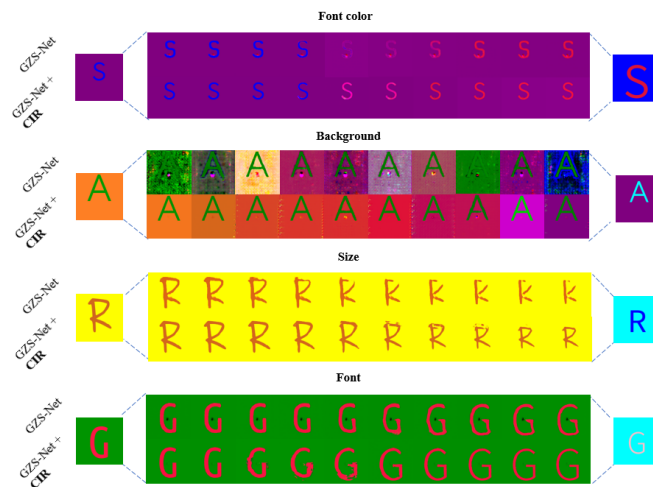 Font color
GZS-Net
S S S S S S S S S
GZS-Net +
CIR
S S S S S S S S S S
S
S
Background
GZS-Net
A A A A A A A A A
GZS-Net +
CIR
A A A A A A A A A A
A
A
Size
GZS-Net
R R R R R K K K K K
GZS-Net +
CIR
R R R R R R R R R R
R
R
Font
GZS-Net
G G G G G G G G G G
GZS-Net +
CIR
G G G G G G G G G G
G
G